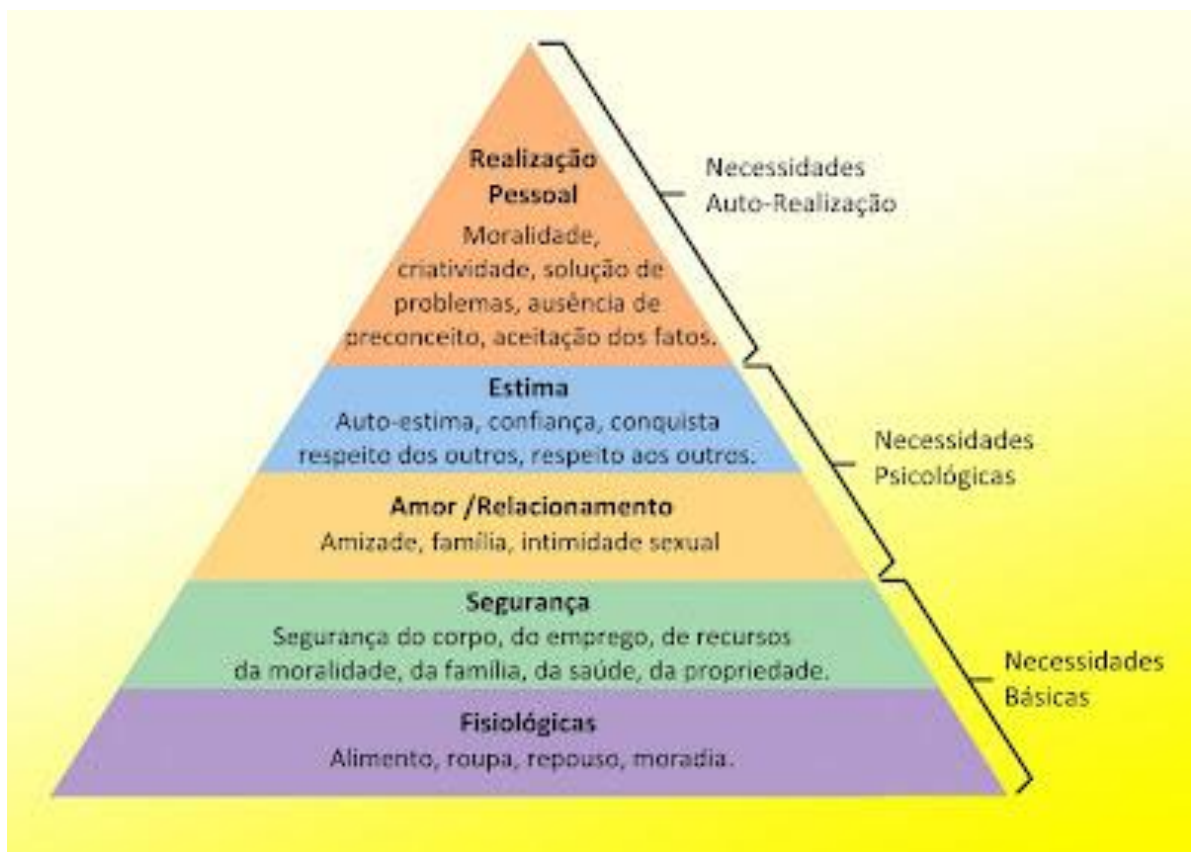 Realização
Pessoal
Moralidade,
criatividade, solução de
problemas, ausência de
preconceito, aceitação dos fatos.
Necessidades
Auto-Realização
Estima
Auto-estima, confiança, conquista
respeito dos outros, respeito aos outros.
Necessidades
Psicológicas
Amor /Relacionamento
Amizade, família, intimidade sexual
Segurança
Segurança do corpo, do emprego, de recursos
da moralidade, da família, da saúde, da propriedade.
Necessidades
Básicas
Fisiológicas
Alimento, roupa, repouso, moradia.